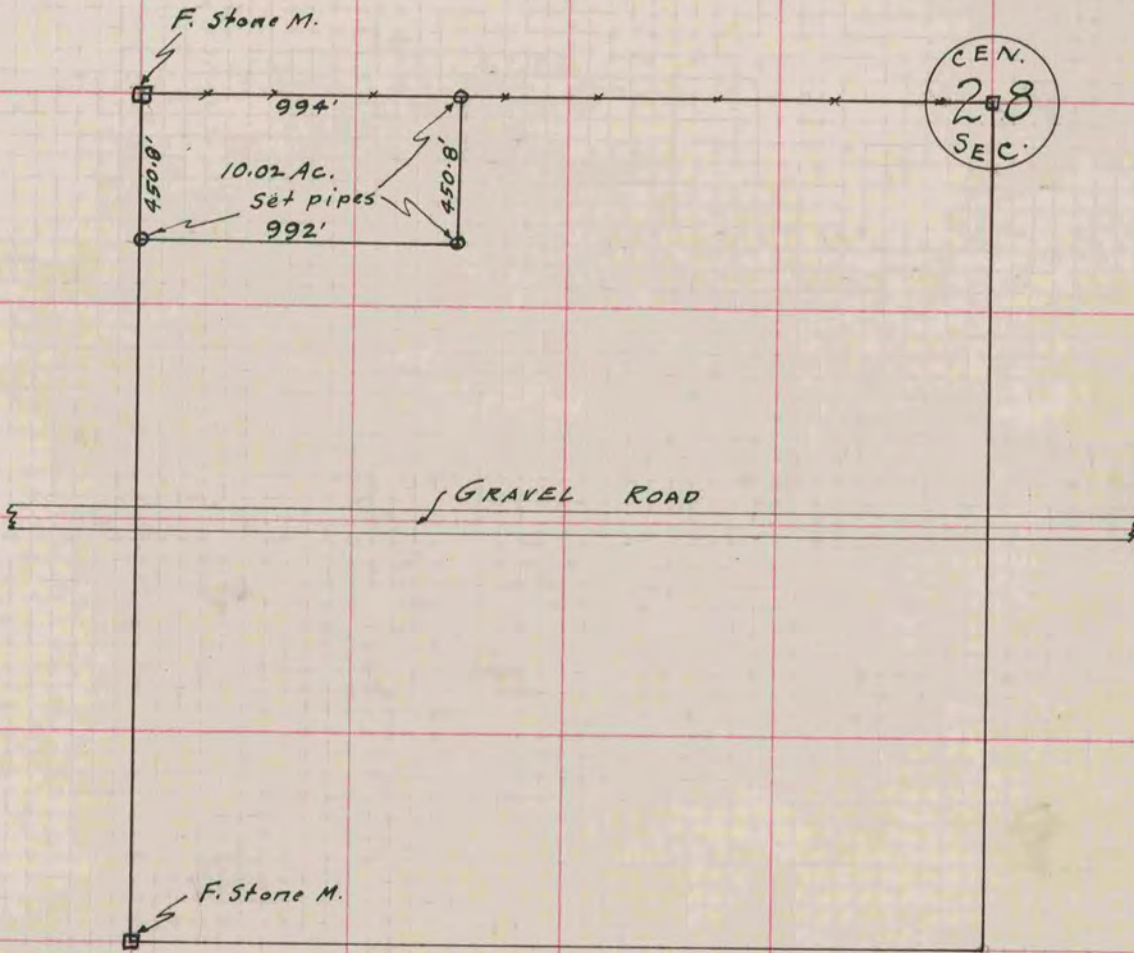 F. Stone M.
CEN.
28
SEC.
994'
450.8'
450.8'
10.02 Ac.
Set pipes
992'
GRAVEL ROAD
F. Stone M.